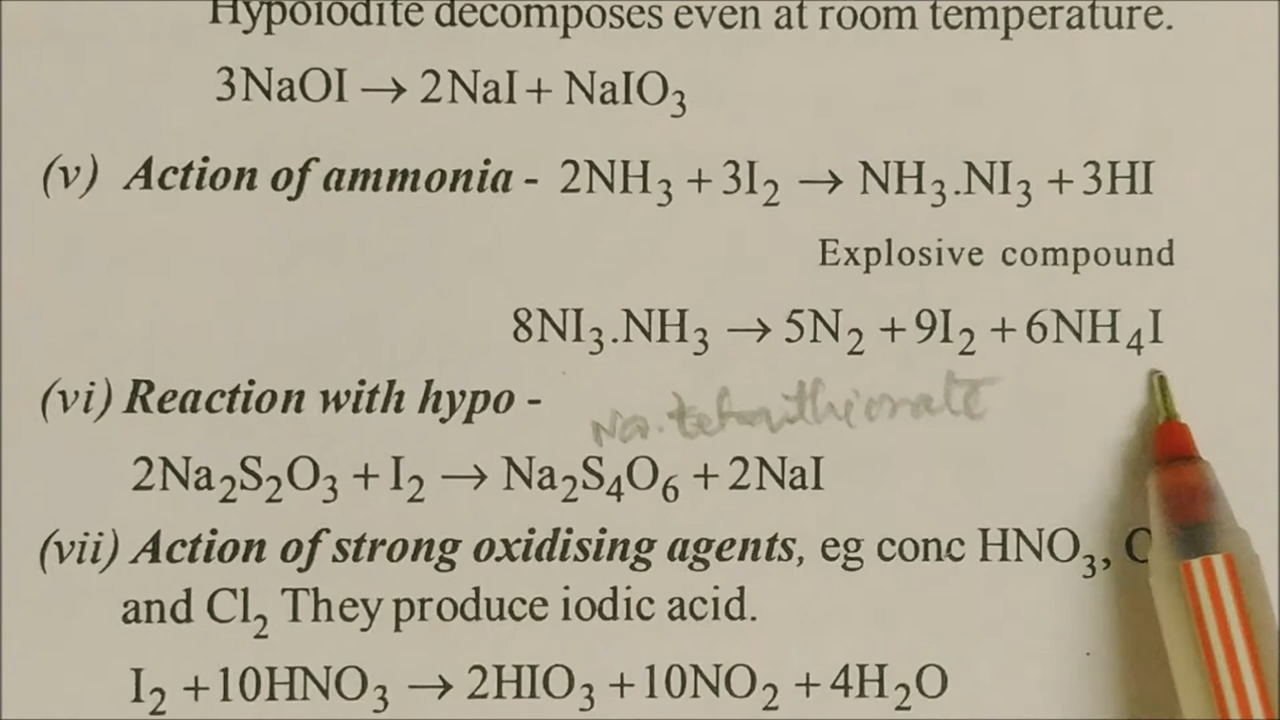 Hypoiodite decomposes even at room temperature.
3NaOI → 2NaI + NaIO₃
(v) Action of ammonia - 2NH₃ + 3I₂ → NH₃.NI₃ + 3HI
Explosive compound
8NI₃.NH₃ → 5N₂ + 9I₂ + 6NH₄I
(vi) Reaction with hypo -
Na. tetrathionate
2Na₂S₂O₃ + I₂ → Na₂S₄O₆ + 2NaI
(vii) Action of strong oxidising agents, eg conc HNO₃,
and Cl₂ They produce iodic acid.
I₂ + 10HNO₃ → 2HIO₃ + 10NO₂ + 4H₂O